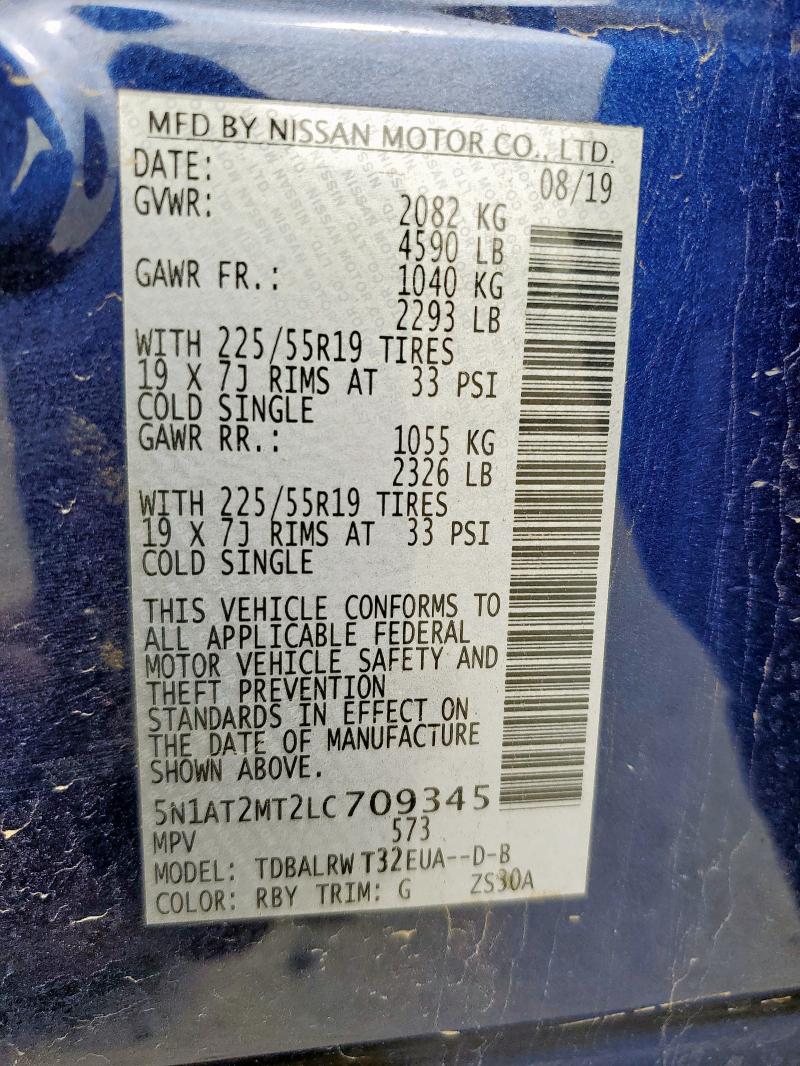 MFD BY NISSAN MOTOR CO., LTD.
DATE: 08/19
GVWR: 2082 KG
4590 LB
GAWR FR.: 1040 KG
2293 LB
WITH 225/55R19 TIRES
19 X 7J RIMS AT 33 PSI
COLD SINGLE
GAWR RR.: 1055 KG
2326 LB
WITH 225/55R19 TIRES
19 X 7J RIMS AT 33 PSI
COLD SINGLE
THIS VEHICLE CONFORMS TO
ALL APPLICABLE FEDERAL
MOTOR VEHICLE SAFETY AND
THEFT PREVENTION
STANDARDS IN EFFECT ON
THE DATE OF MANUFACTURE
SHOWN ABOVE.
5N1AT2MT2LC709345
MPV 573
MODEL: TDBALRW T32EUA--D-B
COLOR: RBY TRIM: G ZS30A